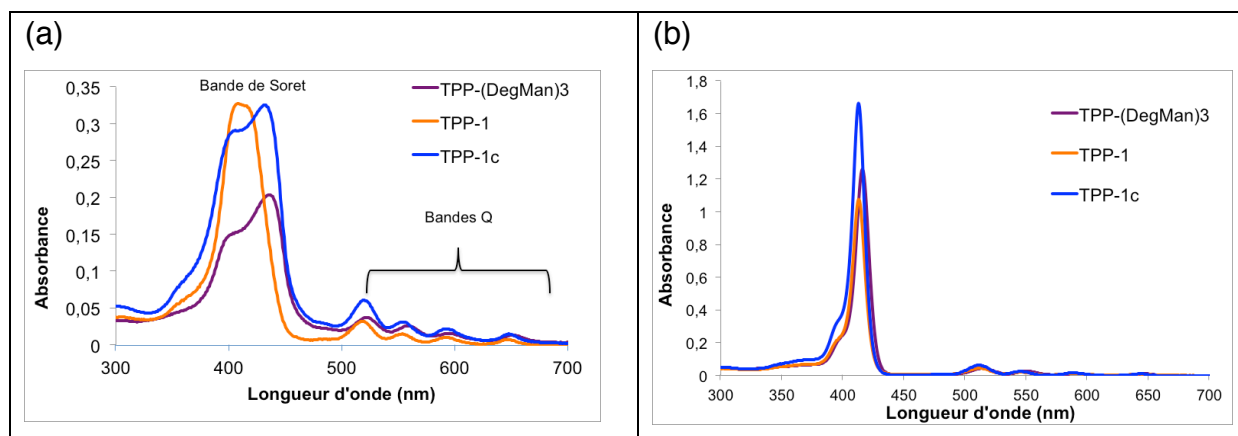 (a)
Bande de Soret
TPP-(DegMan)3
TPP-1
TPP-1c
Bandes Q
Absorbance
0,35
0,3
0,25
0,2
0,15
0,1
0,05
0
300
400
500
600
700
Longueur d'onde (nm)
(b)
TPP-(DegMan)3
TPP-1
TPP-1c
Absorbance
1,8
1,6
1,4
1,2
1
0,8
0,6
0,4
0,2
0
300
350
400
450
500
550
600
650
700
Longueur d'onde (nm)